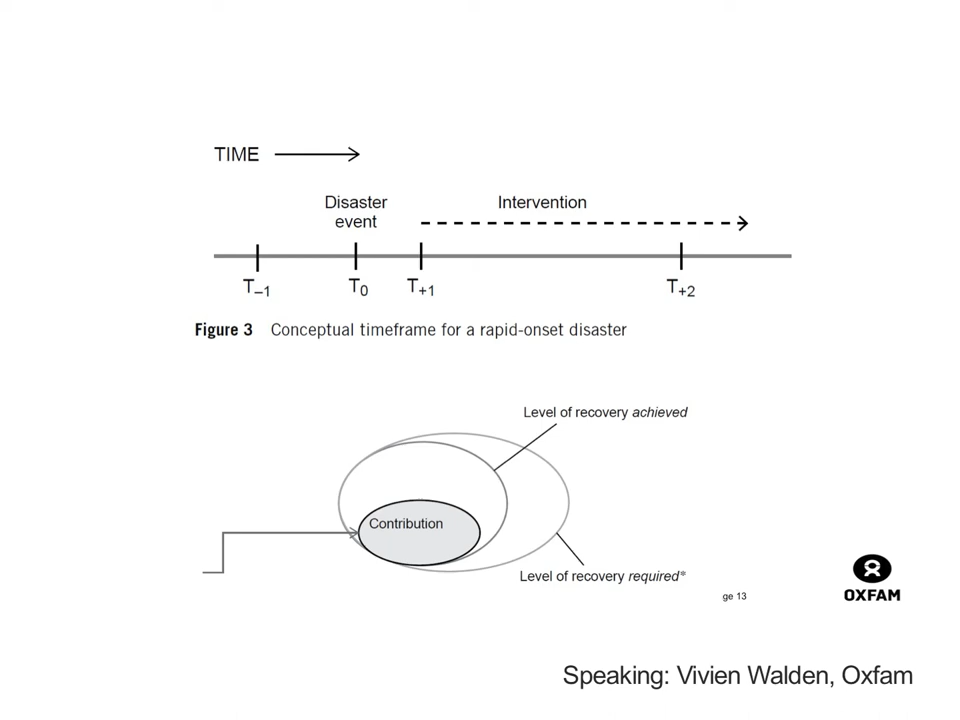 TIME
Disaster
event
Intervention
T–1
T0
T+1
T+2
Figure 3 Conceptual timeframe for a rapid-onset disaster
Level of recovery achieved
Contribution
Level of recovery required*
ge 13
OXFAM
Speaking: Vivien Walden, Oxfam